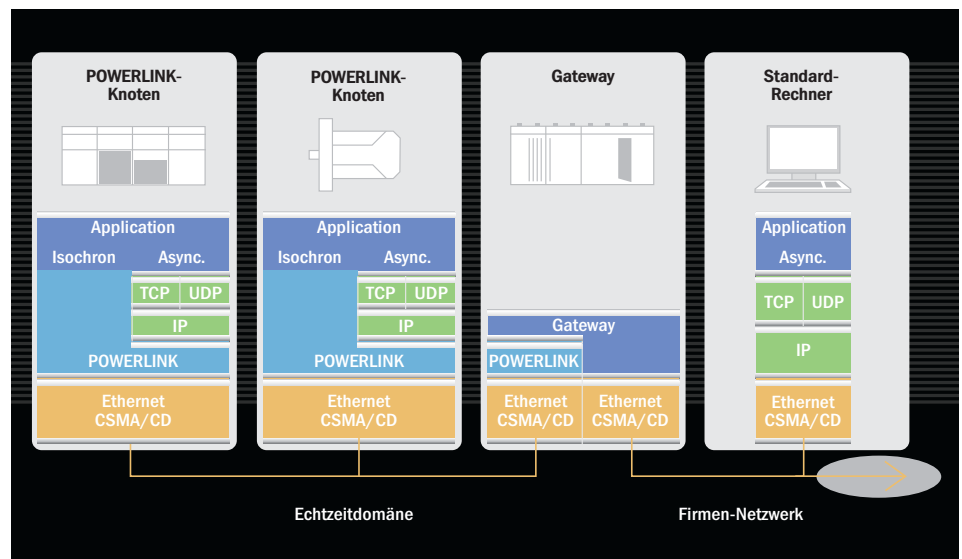 POWERLINK-
Knoten
Application
Isochron Async.
TCP UDP
IP
POWERLINK
Ethernet
CSMA/CD
POWERLINK-
Knoten
Application
Isochron Async.
TCP UDP
IP
POWERLINK
Ethernet
CSMA/CD
Gateway
Gateway
POWERLINK
Ethernet
CSMA/CD
Ethernet
CSMA/CD
Standard-
Rechner
Application
Async.
TCP UDP
IP
Ethernet
CSMA/CD
Echtzeitdomäne
Firmen-Netzwerk